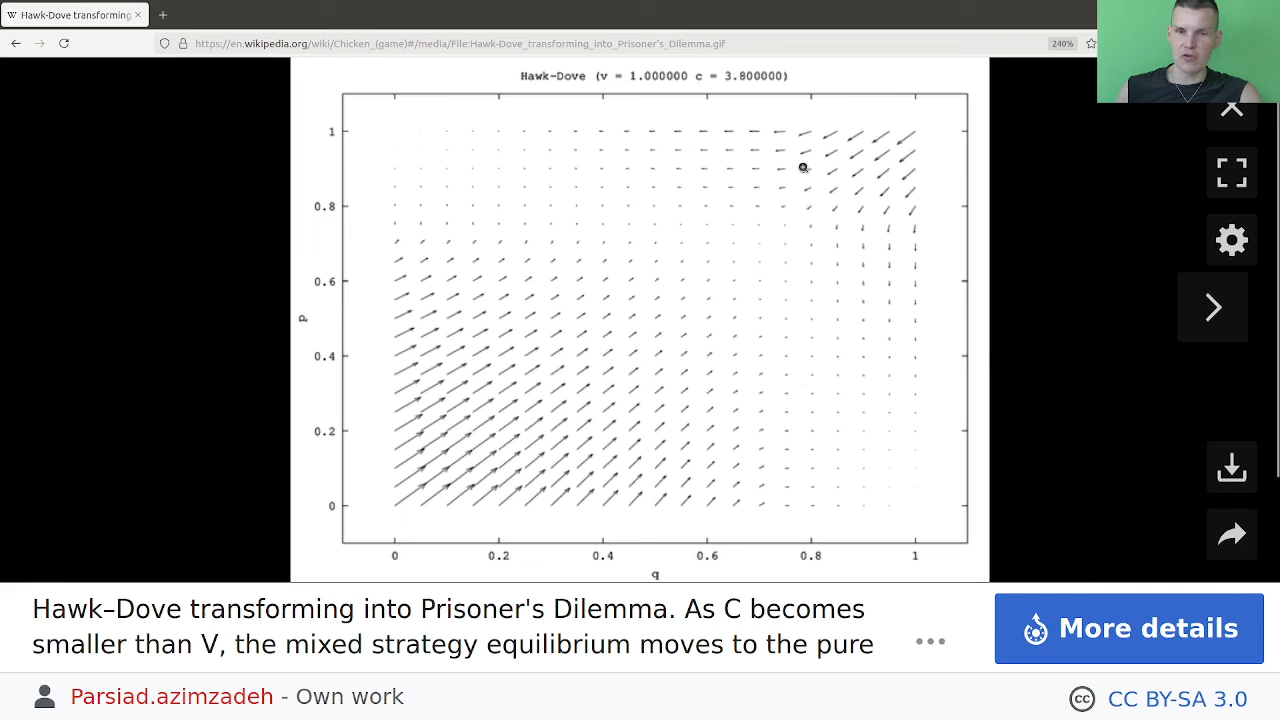 Hawk-Dove transforming
https://en.wikipedia.org/wiki/Chicken_(game)#/media/File:Hawk-Dove_transforming_into_Prisoner's_Dilemma.gif
240%
Hawk-Dove (v = 1.000000 c = 3.800000)
1
0.8
0.6
p
0.4
0.2
0
0 0.2 0.4 0.6 0.8 1
q
Hawk–Dove transforming into Prisoner's Dilemma. As C becomes
smaller than V, the mixed strategy equilibrium moves to the pure
More details
Parsiad.azimzadeh - Own work
CC BY-SA 3.0